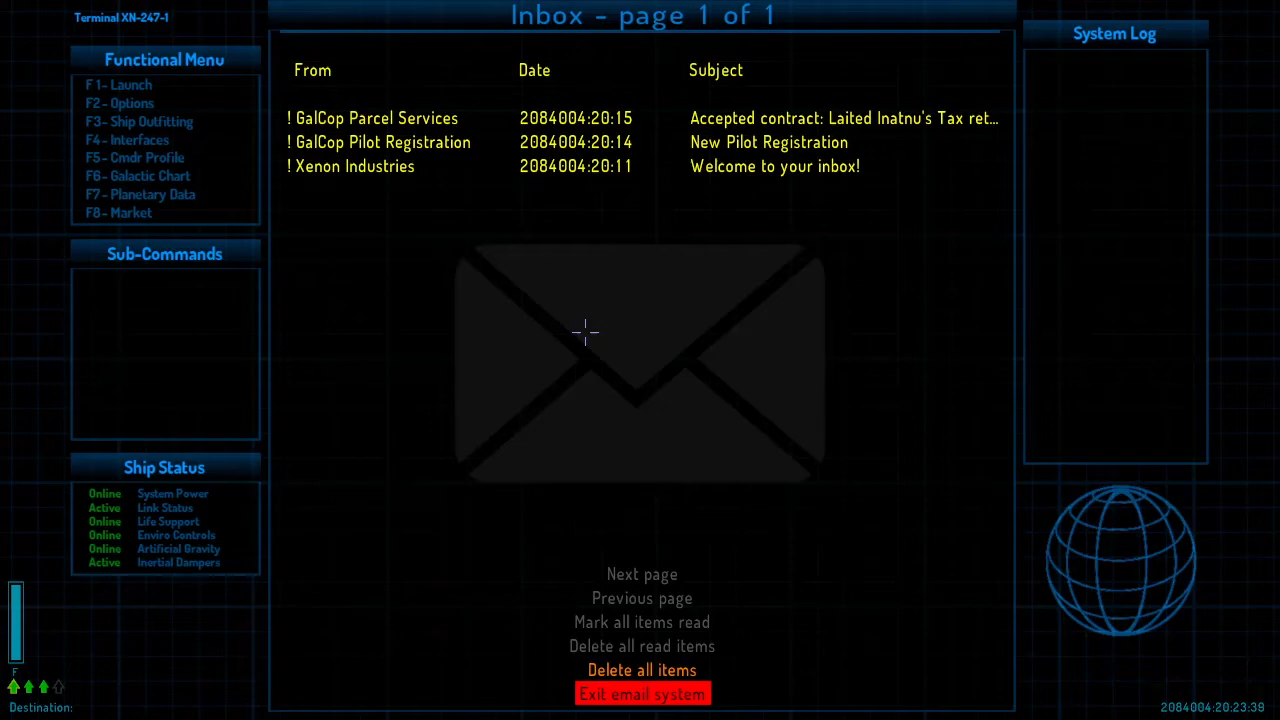 Terminal XN-247-1
Inbox - page 1 of 1
Functional Menu
F1- Launch
F2- Options
F3- Ship Outfitting
F4- Interfaces
F5- Cmdr Profile
F6- Galactic Chart
F7- Planetary Data
F8- Market
Sub-Commands
Ship Status
Online System Power
Active Link Status
Online Life Support
Online Enviro Controls
Online Artificial Gravity
Active Inertial Dampers
F
Destination:
From Date Subject
! GalCop Parcel Services 2084004:20:15 Accepted contract: Laited Inatnu's Tax ret...
! GalCop Pilot Registration 2084004:20:14 New Pilot Registration
! Xenon Industries 2084004:20:11 Welcome to your inbox!
Next page
Previous page
Mark all items read
Delete all read items
Delete all items
Exit email system
System Log
2084004:20:23:39